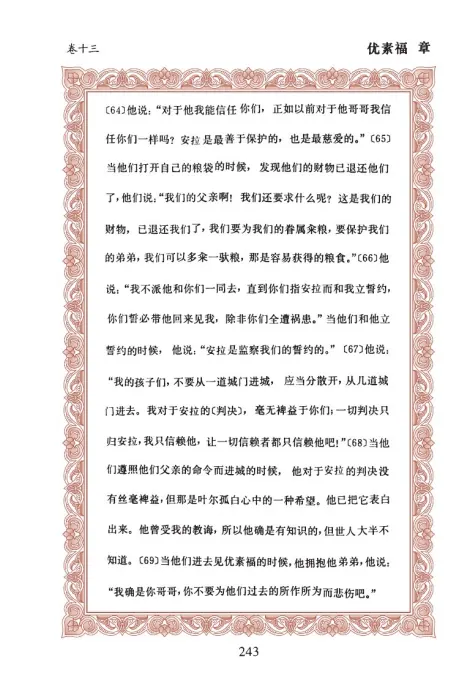 卷十三
优素福 章
〔64〕他说：“对于他我能信任你们，正如以前对于他哥哥我信
任你们一样吗？安拉是最善于保护的，也是最慈爱的。”〔65〕
当他们打开自己的粮袋的时候，发现他们的财物已退还他们
了，他们说：“我们的父亲啊！我们还要求什么呢？这是我们的
财物，已退还我们了，我们要为我们的眷属籴粮，要保护我们
的弟弟，我们可以多籴一驮粮，那是容易获得的粮食。”〔66〕他
说：“我不派他和你们一同去，直到你们指安拉而和我立誓约，
你们誓必带他回来见我，除非你们全遭祸患。”当他们和他立
誓约的时候，他说：“安拉是监察我们的誓约的。”〔67〕他说：
“我的孩子们，不要从一道城门进城，应当分散开，从几道城
门进去。我对于安拉的〔判决〕，毫无裨益于你们；一切判决只
归安拉，我只信赖他，让一切信赖者都只信赖他吧！”〔68〕当他
们遵照他们父亲的命令而进城的时候，他对于安拉的判决没
有丝毫裨益，但那是叶尔孤白心中的一种希望。他已把它表白
出来。他曾受我的教诲，所以他确是有知识的，但世人大半不
知道。〔69〕当他们进去见优素福的时候，他拥抱他弟弟，他说：
“我确是你哥哥，你不要为他们过去的所作所为而悲伤吧。”
243